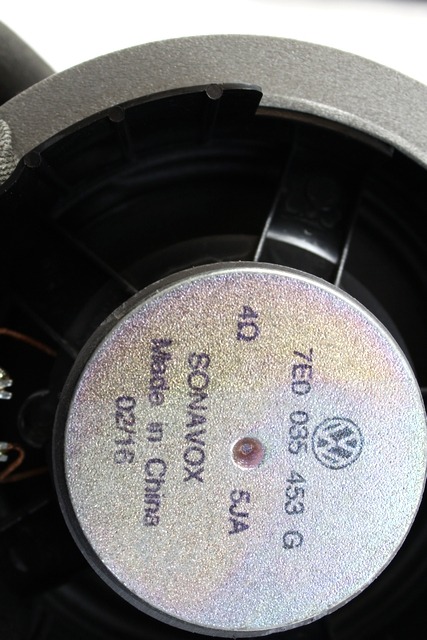 7E0 035 453 G
4Ω 5JA
SONAVOX
Made in China
02/16